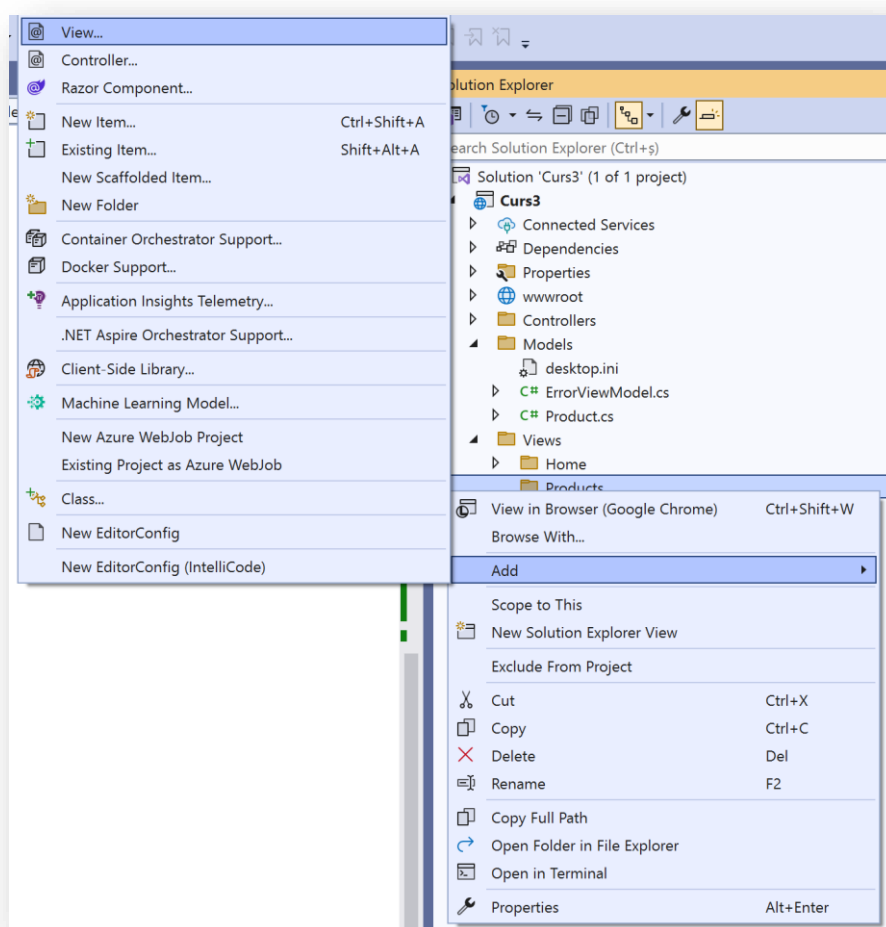 View...
Controller...
Razor Component...
New Item... Ctrl+Shift+A
Existing Item... Shift+Alt+A
New Scaffolded Item...
New Folder
Container Orchestrator Support...
Docker Support...
Application Insights Telemetry...
.NET Aspire Orchestrator Support...
Client-Side Library...
Machine Learning Model...
New Azure WebJob Project
Existing Project as Azure WebJob
Class...
New EditorConfig
New EditorConfig (IntelliCode)
olution Explorer
earch Solution Explorer (Ctrl+ș)
Solution 'Curs3' (1 of 1 project)
Curs3
Connected Services
Dependencies
Properties
wwwroot
Controllers
Models
desktop.ini
C# ErrorViewModel.cs
C# Product.cs
Views
Home
Products
View in Browser (Google Chrome) Ctrl+Shift+W
Browse With...
Add
Scope to This
New Solution Explorer View
Exclude From Project
Cut Ctrl+X
Copy Ctrl+C
Delete Del
Rename F2
Copy Full Path
Open Folder in File Explorer
Open in Terminal
Properties Alt+Enter